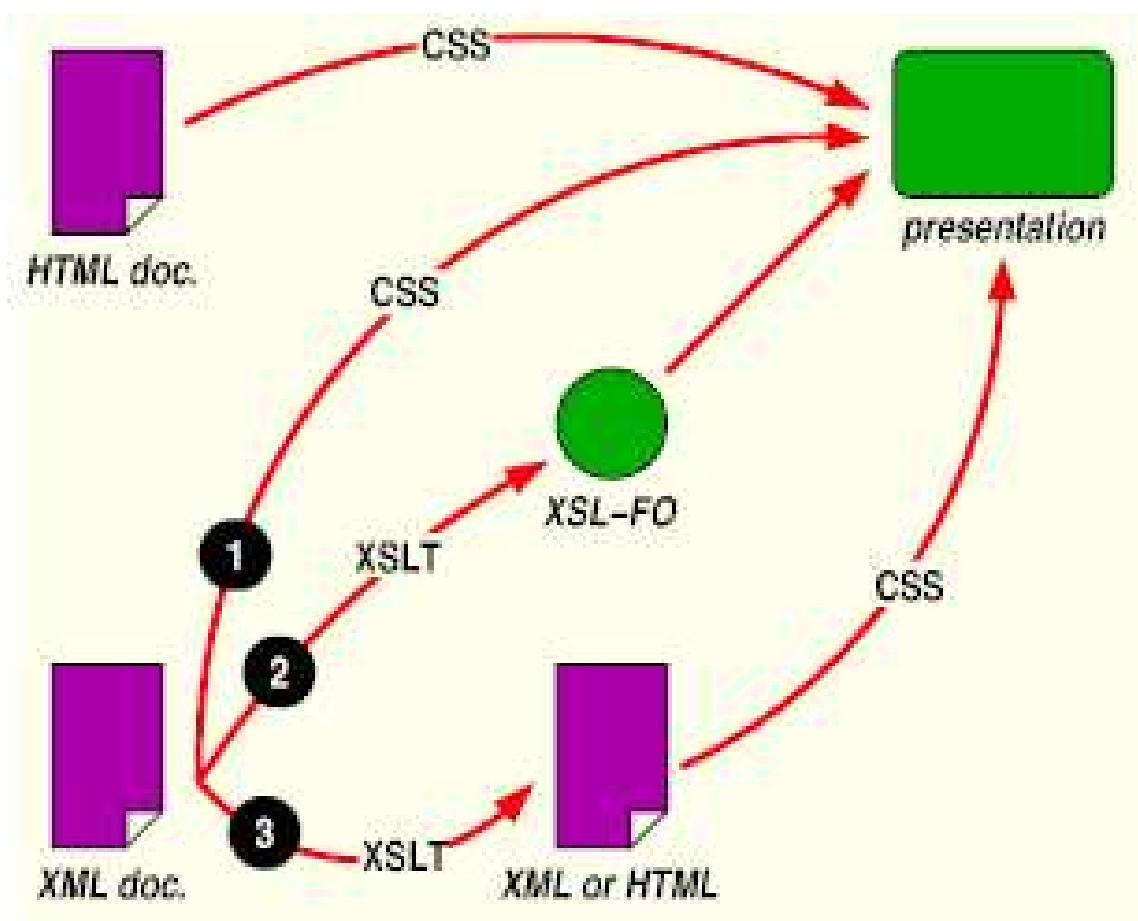 CSS
presentation
HTML doc.
CSS
XSL-FO
1
XSLT
CSS
2
3
XSLT
XML doc.
XML or HTML